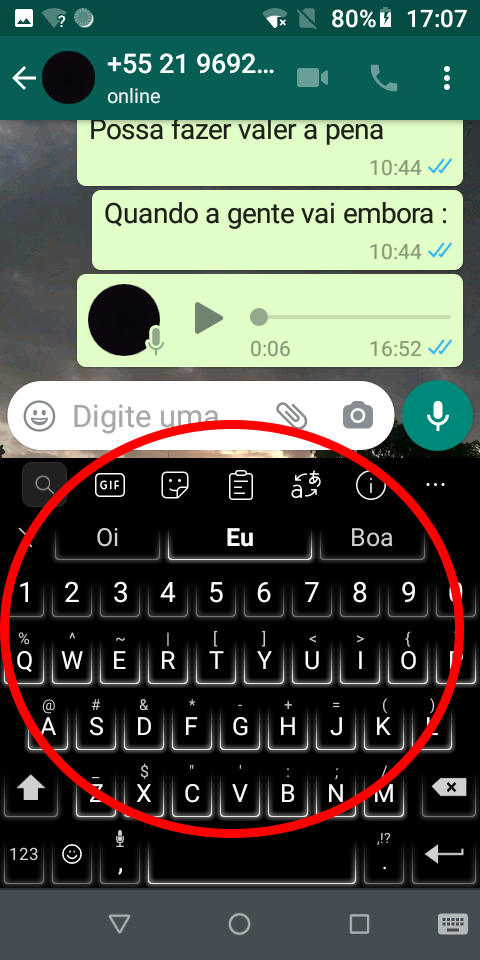 80% 17:07
+55 21 9692...
online
Possa fazer valer a pena
10:44
Quando a gente vai embora :
10:44
0:06 16:52
Digite uma
GIF
Oi Eu Boa
1 2 3 4 5 6 7 8 9 0
% ^ ~ | [ ] < > {
Q W E R T Y U I O P
@ # & * - + = ( )
A S D F G H J K L
_ $ " ' : ; /
Z X C V B N M
,!?
123 , .